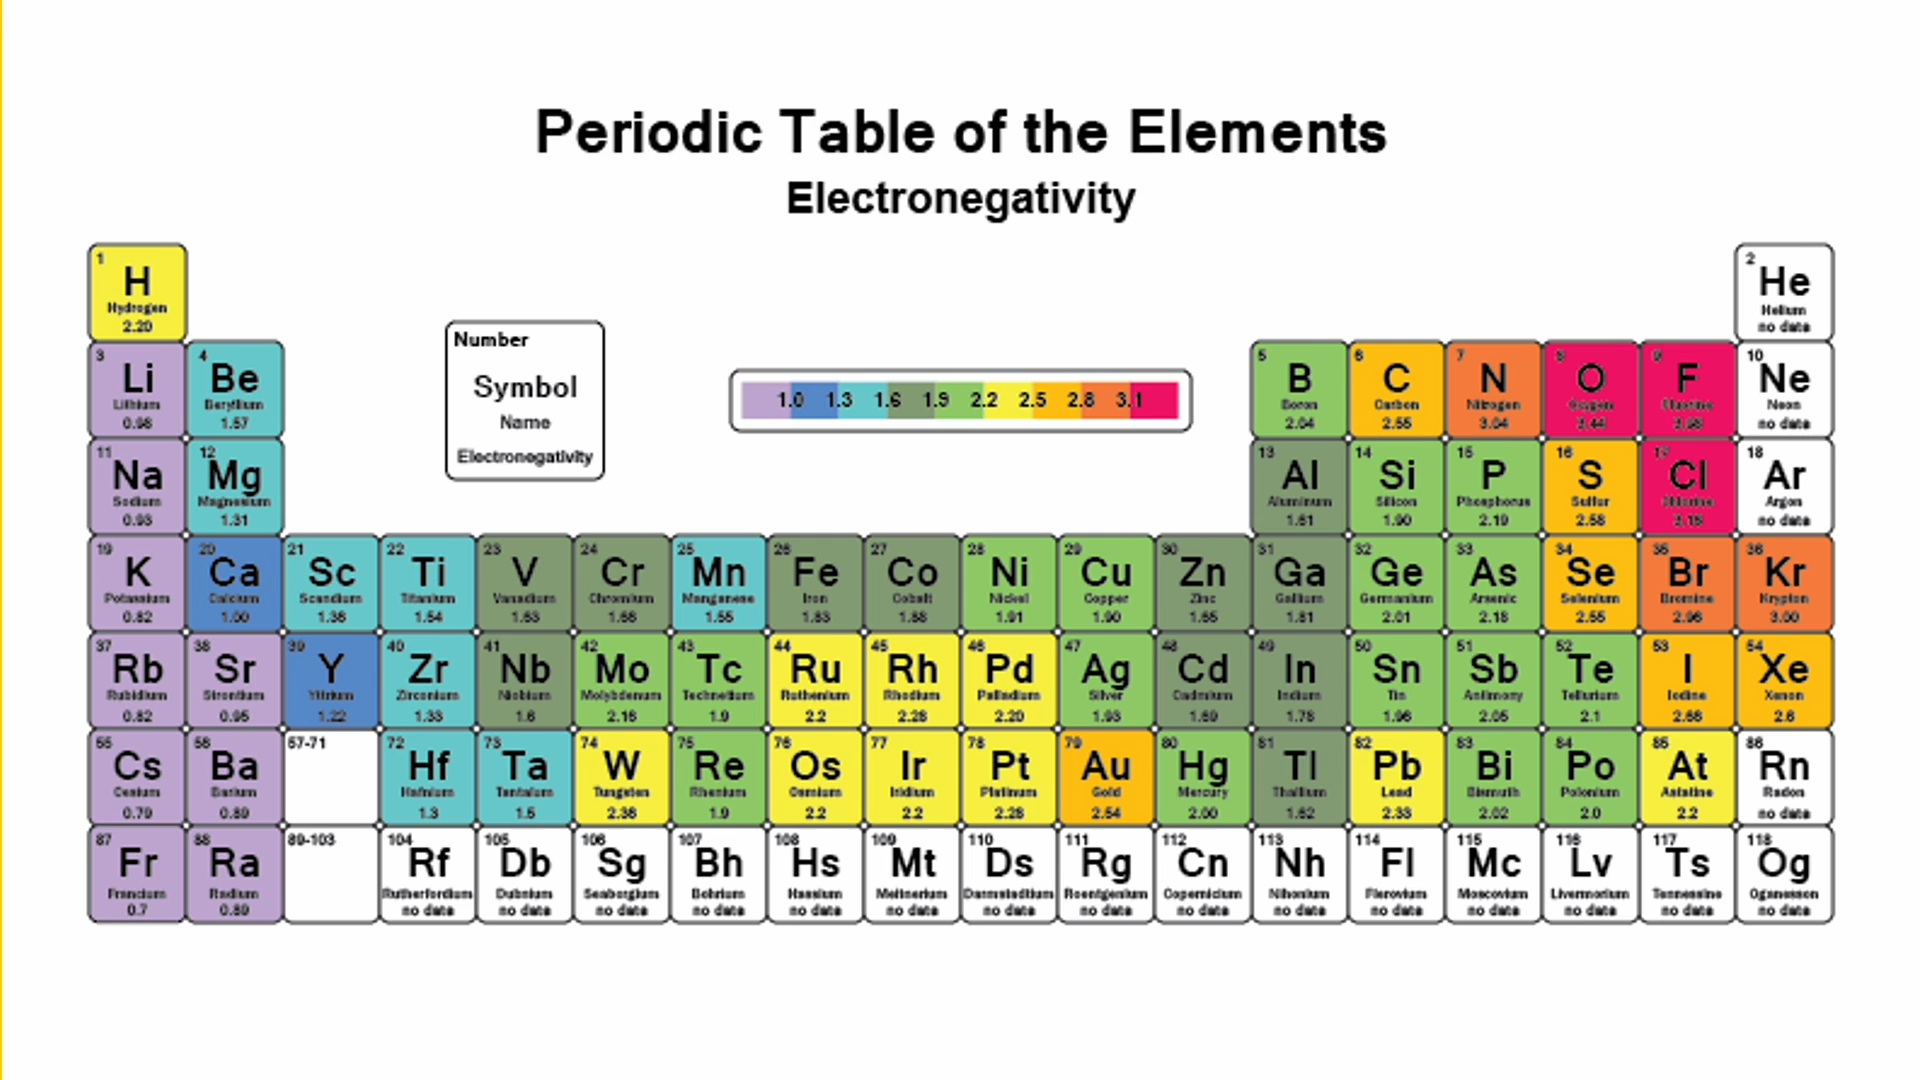 Periodic Table of the Elements
Electronegativity
Number
Symbol
Name
Electronegativity
1.0 1.3 1.6 1.9 2.2 2.5 2.8 3.1
1 2
H He
Hydrogen Helium
2.20 no data
3 4 5 6 7 8 9 10
Li Be B C N O F Ne
Lithium Beryllium Boron Carbon Nitrogen Oxygen Fluorine Neon
0.98 1.57 2.04 2.55 3.04 3.44 3.98 no data
11 12 13 14 15 16 17 18
Na Mg Al Si P S Cl Ar
Sodium Magnesium Aluminum Silicon Phosphorus Sulfur Chlorine Argon
0.93 1.31 1.61 1.90 2.19 2.58 3.16 no data
19 20 21 22 23 24 25 26 27 28 29 30 31 32 33 34 35 36
K Ca Sc Ti V Cr Mn Fe Co Ni Cu Zn Ga Ge As Se Br Kr
Potassium Calcium Scandium Titanium Vanadium Chromium Manganese Iron Cobalt Nickel Copper Zinc Gallium Germanium Arsenic Selenium Bromine Krypton
0.82 1.00 1.36 1.54 1.63 1.66 1.55 1.83 1.88 1.91 1.90 1.65 1.81 2.01 2.18 2.55 2.96 3.00
37 38 39 40 41 42 43 44 45 46 47 48 49 50 51 52 53 54
Rb Sr Y Zr Nb Mo Tc Ru Rh Pd Ag Cd In Sn Sb Te I Xe
Rubidium Strontium Yttrium Zirconium Niobium Molybdenum Technetium Ruthenium Rhodium Palladium Silver Cadmium Indium Tin Antimony Tellurium Iodine Xenon
0.82 0.95 1.22 1.33 1.6 2.16 1.9 2.2 2.28 2.20 1.93 1.69 1.78 1.96 2.05 2.1 2.66 2.6
55 56 57-71 72 73 74 75 76 77 78 79 80 81 82 83 84 85 86
Cs Ba Hf Ta W Re Os Ir Pt Au Hg Tl Pb Bi Po At Rn
Cesium Barium Hafnium Tantalum Tungsten Rhenium Osmium Iridium Platinum Gold Mercury Thallium Lead Bismuth Polonium Astatine Radon
0.79 0.89 1.3 1.5 2.36 1.9 2.2 2.2 2.28 2.54 2.00 1.62 2.33 2.02 2.0 2.2 no data
87 88 89-103 104 105 106 107 108 109 110 111 112 113 114 115 116 117 118
Fr Ra Rf Db Sg Bh Hs Mt Ds Rg Cn Nh Fl Mc Lv Ts Og
Francium Radium Rutherfordium Dubnium Seaborgium Bohrium Hassium Meitnerium Darmstadtium Roentgenium Copernicium Nihonium Flerovium Moscovium Livermorium Tennessine Oganesson
0.7 0.89 no data no data no data no data no data no data no data no data no data no data no data no data no data no data no data